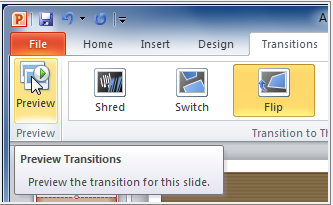 P A
File Home Insert Design Transitions
Preview Shred Switch Flip
Preview Transition to Th
Preview Transitions
Preview the transition for this slide.